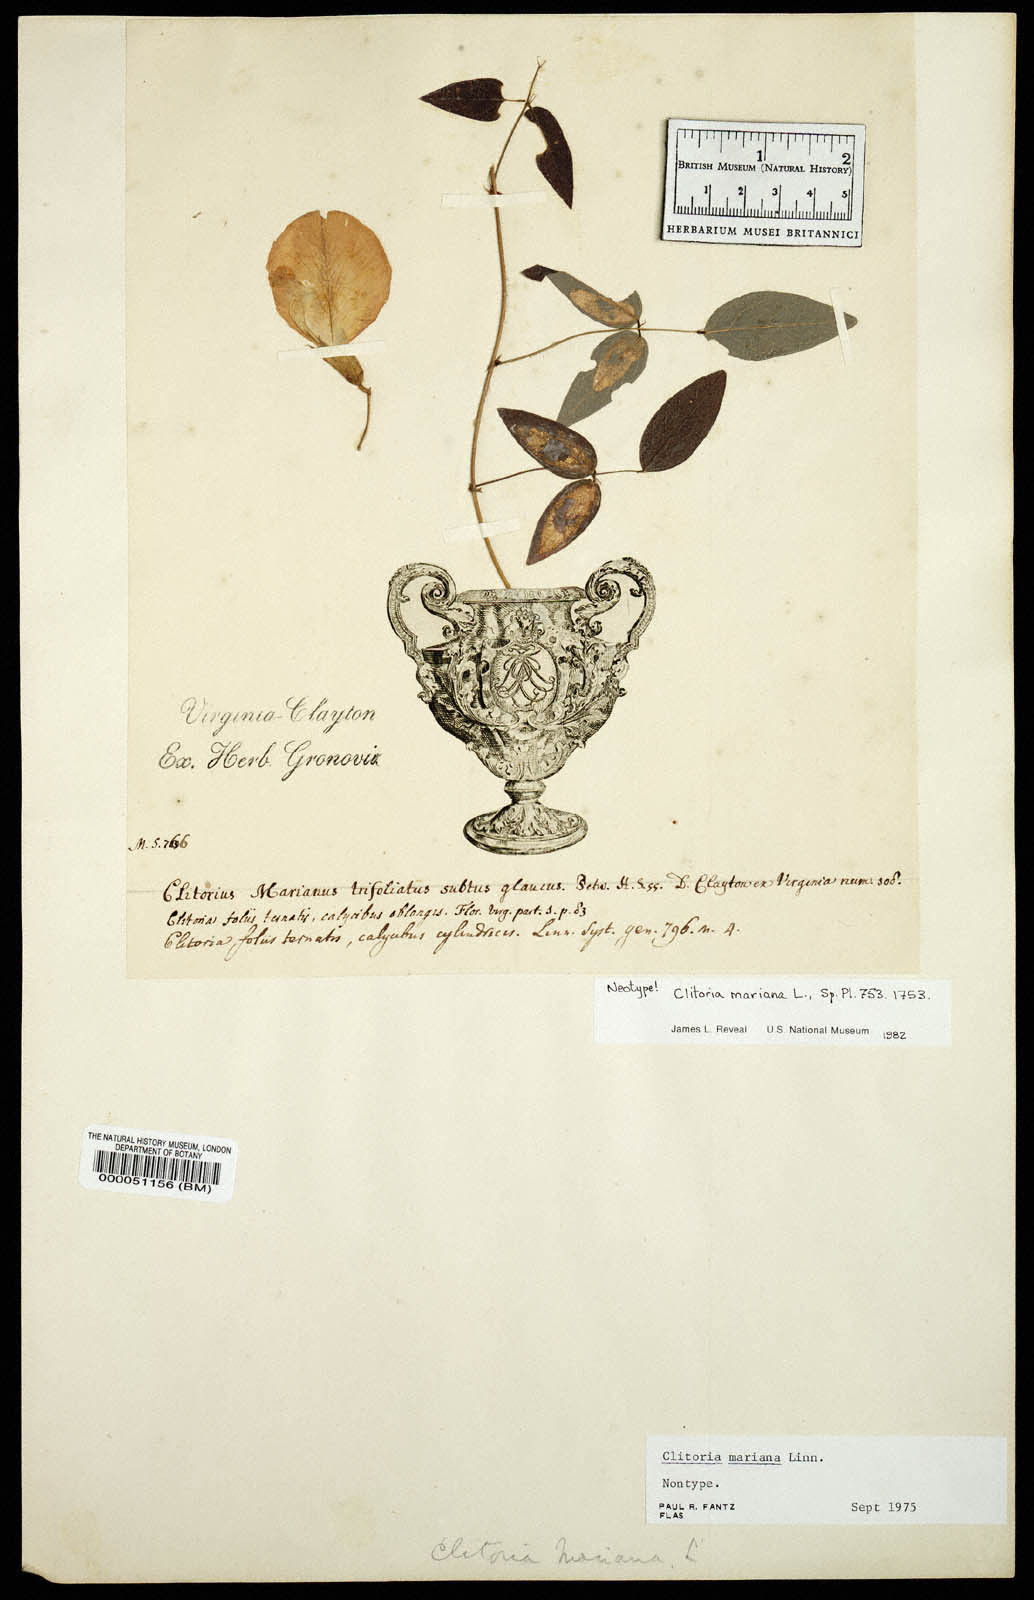 1 2
BRITISH MUSEUM (NATURAL HISTORY)
1 2 3 4 5
HERBARIUM MUSEI BRITANNICI
Virginia Clayton
Ex. Herb Gronovii
M. S.
Clitorius Marianus trifoliatus subtus glaucus. Petiv. H. S. 55. D. Clayton ex Virginia num. 108.
Clitoria foliis ternatis, calycibus oblongis. Flor. Virg. part. 1. p. 83
Clitoria, foliis ternatis, calycibus cylindricis. Linn. Syst. gen. 796. n. 4.
Neotype! Clitoria mariana L., Sp. Pl. 753. 1753.
James L. Reveal U.S. National Museum 1982
THE NATURAL HISTORY MUSEUM, LONDON
DEPARTMENT OF BOTANY
000051156 (BM)
Clitoria mariana Linn.
Nontype.
PAUL R. FANTZ Sept 1975
FLAS
Clitoria Mariana, L